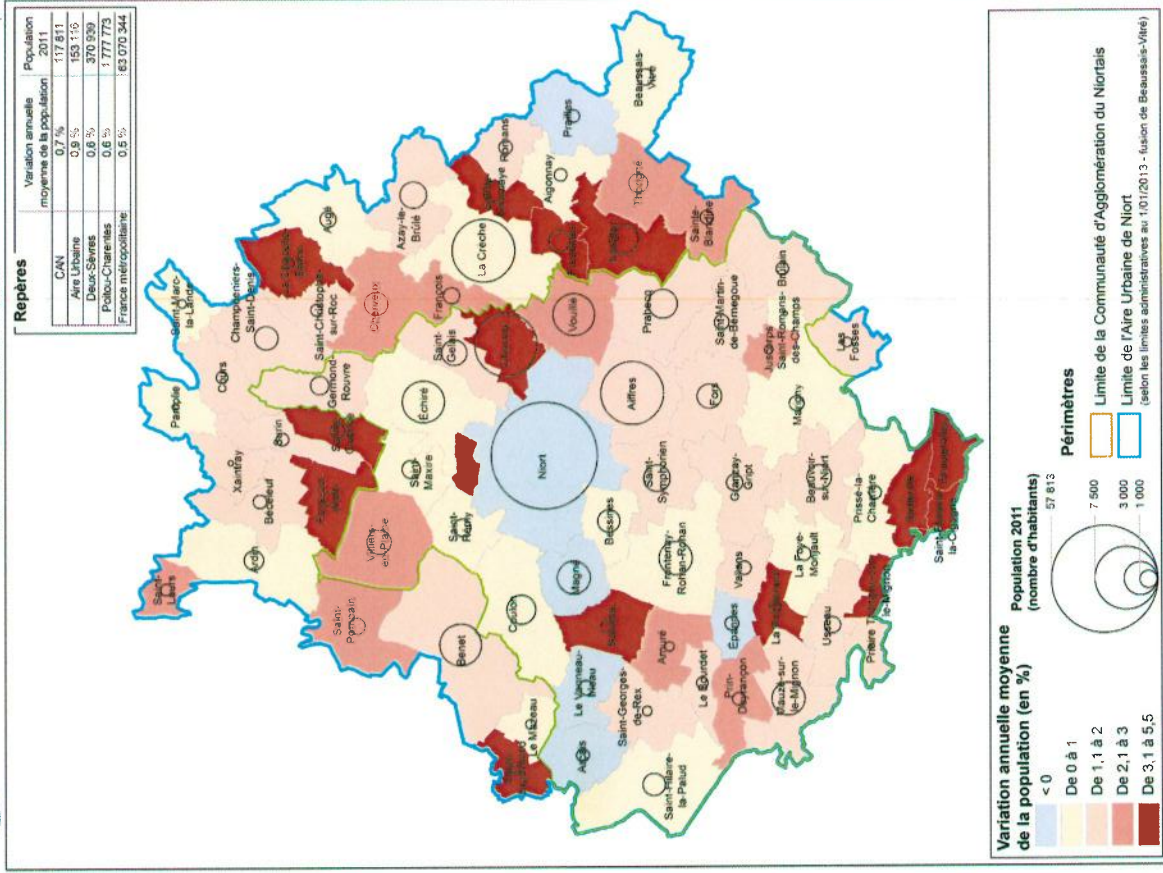 Repères
Variation annuelle
moyenne de la population
Population
2011
CAN 0,7 % 117 811
Aire Urbaine 0,9 % 153 116
Deux-Sèvres 0,6 % 370 939
Poitou-Charentes 0,6 % 1 777 773
France métropolitaine 0,5 % 63 070 344
Saint-Laurs
Pamplie
Saint-Marc-
la-Lande
Ardin
Béceleuf
Xaintray
Surin
Cours
Champdeniers-
Saint-Denis
Saint-Christophe-
sur-Roc
Augé
Saint-
Pompain
Villiers-
en-Plaine
Germond-
Rouvre
Cherveux
Azay-le-
Brûlé
Romans
Benet
Saint-
Maxire
Échiré
Saint-
Gelais
François
La Crèche
Aigonnay
Prailles
Beaussais-
Vitré
Le Mazeau
Coulon
Saint-
Rémy
Niort
Vouillé
Thorigné
Sainte-
Blandine
Arçais
Le Vanneau-
Irleau
Magné
Bessines
Aiffres
Prahecq
Saint-Hilaire-
la-Palud
Saint-Georges-
de-Rex
Amuré
Frontenay-
Rohan-Rohan
Saint-
Symphorien
Fors
Saint-Martin-
de-Bernegoue
Brûlain
Le Bourdet
Prin-
Deyrançon
Épannes
Vallans
Granzay-
Gript
Juscorps
Saint-Romans-
des-Champs
Mauzé-sur-
le-Mignon
La Foye-
Monjault
Beauvoir-
sur-Niort
Marigny
Les
Fosses
Usseau
Priaire
le-Mignon
Prissé-la-
Charrière
Variation annuelle moyenne
de la population (en %)
< 0
De 0 à 1
De 1,1 à 2
De 2,1 à 3
De 3,1 à 5,5
Population 2011
(nombre d'habitants)
57 813
7 500
3 000
1 000
Périmètres
Limite de la Communauté d'Agglomération du Niortais
Limite de l'Aire Urbaine de Niort
(selon les limites administratives au 1/01/2013 - fusion de Beaussais-Vitré)